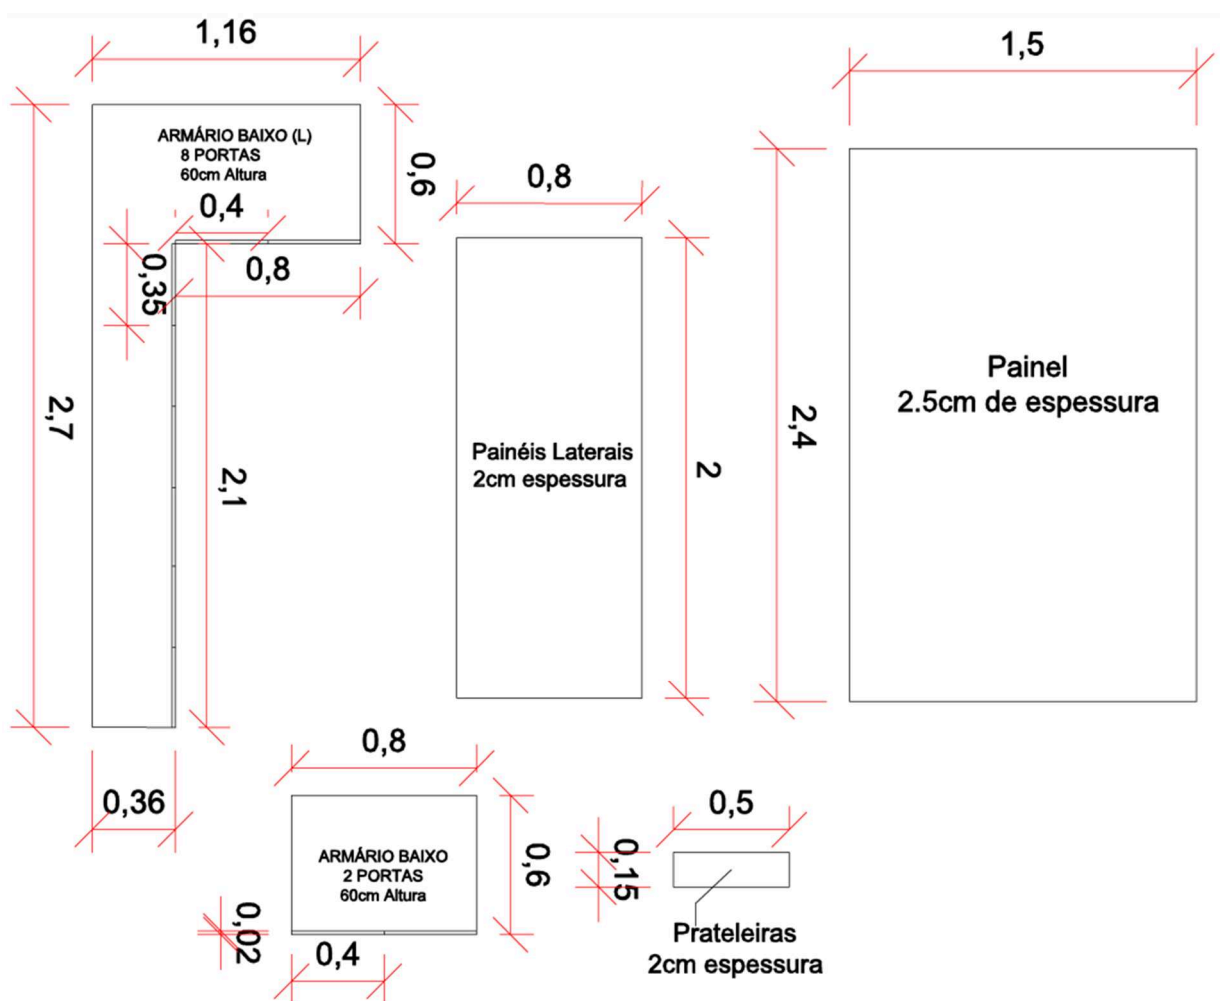 1,16
1,5
ARMÁRIO BAIXO (L)
8 PORTAS
60cm Altura
0,6
0,4
0,8
0,35
0,8
2,7
2,1
Painéis Laterais
2cm espessura
2
2,4
Painel
2.5cm de espessura
0,36
0,8
ARMÁRIO BAIXO
2 PORTAS
60cm Altura
0,6
0,02
0,4
0,5
0,15
Prateleiras
2cm espessura